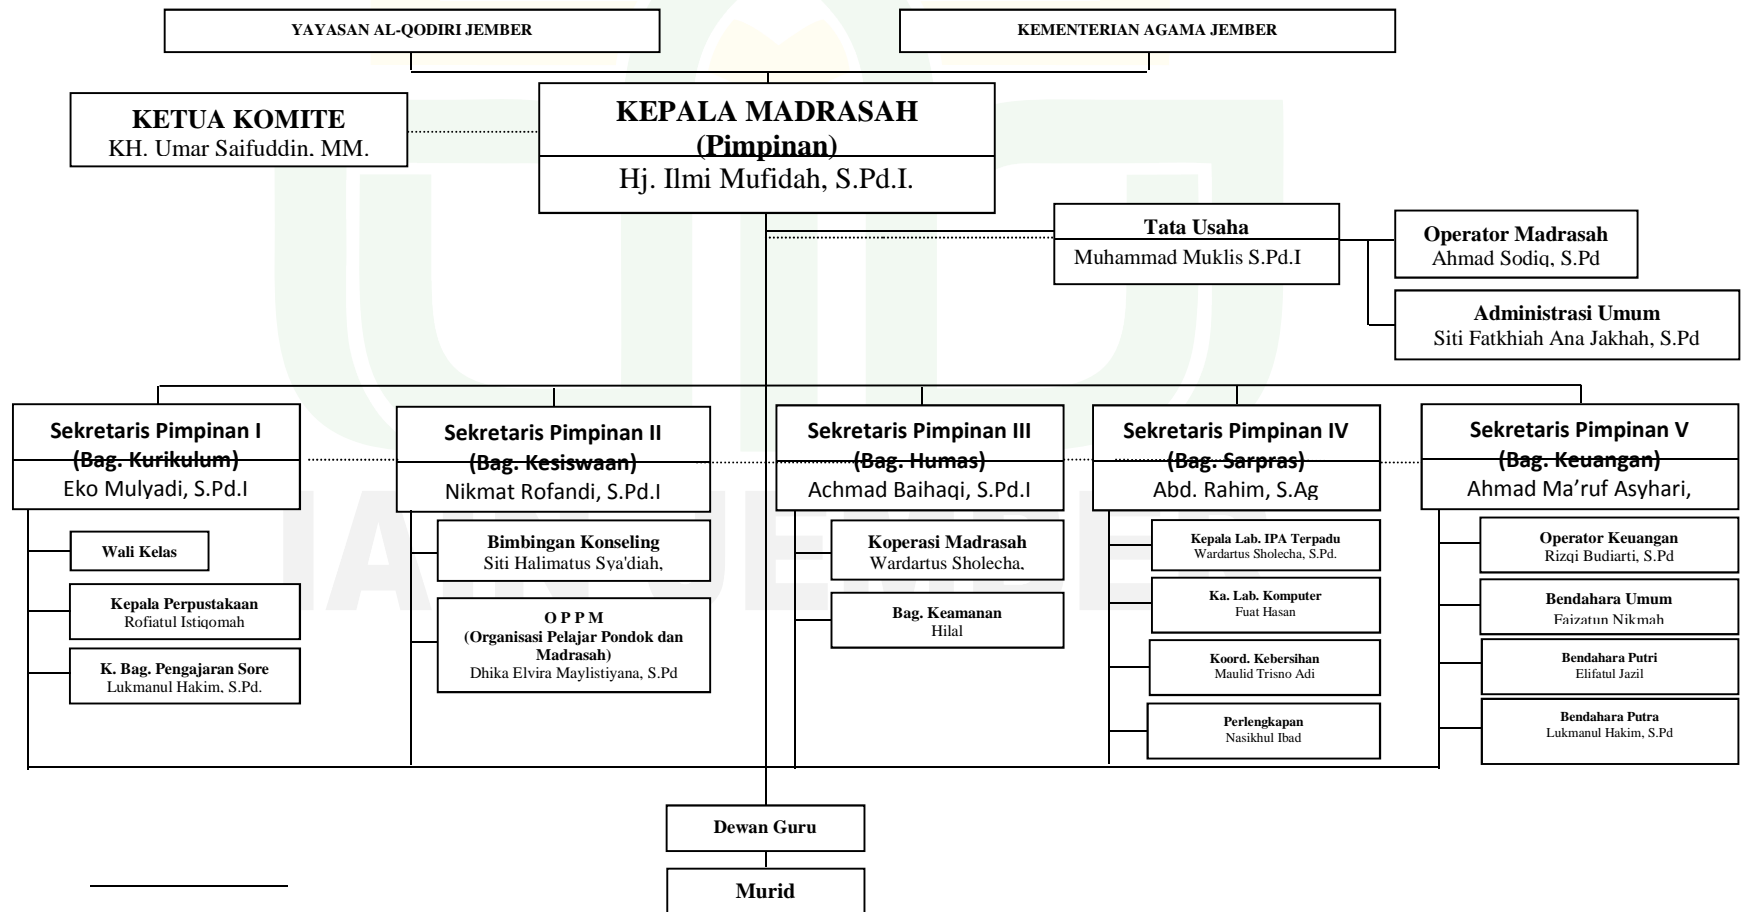 YAYASAN AL-QODIRI JEMBER
KEMENTERIAN AGAMA JEMBER
KETUA KOMITE
KH. Umar Saifuddin. MM.
KEPALA MADRASAH
(Pimpinan)
Hj. Ilmi Mufidah, S.Pd.I.
Tata Usaha
Muhammad Muklis S.Pd.I
Operator Madrasah
Ahmad Sodiq, S.Pd
Administrasi Umum
Siti Fatkhiah Ana Jakhah, S.Pd
Sekretaris Pimpinan I
(Bag. Kurikulum)
Eko Mulyadi, S.Pd.I
Wali Kelas
Kepala Perpustakaan
Rofiatul Istiqomah
K. Bag. Pengajaran Sore
Lukmanul Hakim, S.Pd.
Sekretaris Pimpinan II
(Bag. Kesiswaan)
Nikmat Rofandi, S.Pd.I
Bimbingan Konseling
Siti Halimatus Sya'diah,
O P P M
(Organisasi Pelajar Pondok dan
Madrasah)
Dhika Elvira Maylistiyana, S.Pd
Sekretaris Pimpinan III
(Bag. Humas)
Achmad Baihaqi, S.Pd.I
Koperasi Madrasah
Wardartus Sholecha,
Bag. Keamanan
Hilal
Sekretaris Pimpinan IV
(Bag. Sarpras)
Abd. Rahim, S.Ag
Kepala Lab. IPA Terpadu
Wardartus Sholecha, S.Pd.
Ka. Lab. Komputer
Fuat Hasan
Koord. Kebersihan
Maulid Trisno Adi
Perlengkapan
Nasikhul Ibad
Sekretaris Pimpinan V
(Bag. Keuangan)
Ahmad Ma’ruf Asyhari,
Operator Keuangan
Rizqi Budiarti, S.Pd
Bendahara Umum
Faizatun Nikmah
Bendahara Putri
Elifatul Jazil
Bendahara Putra
Lukmanul Hakim, S.Pd
Dewan Guru
Murid
IAIN JEMBER